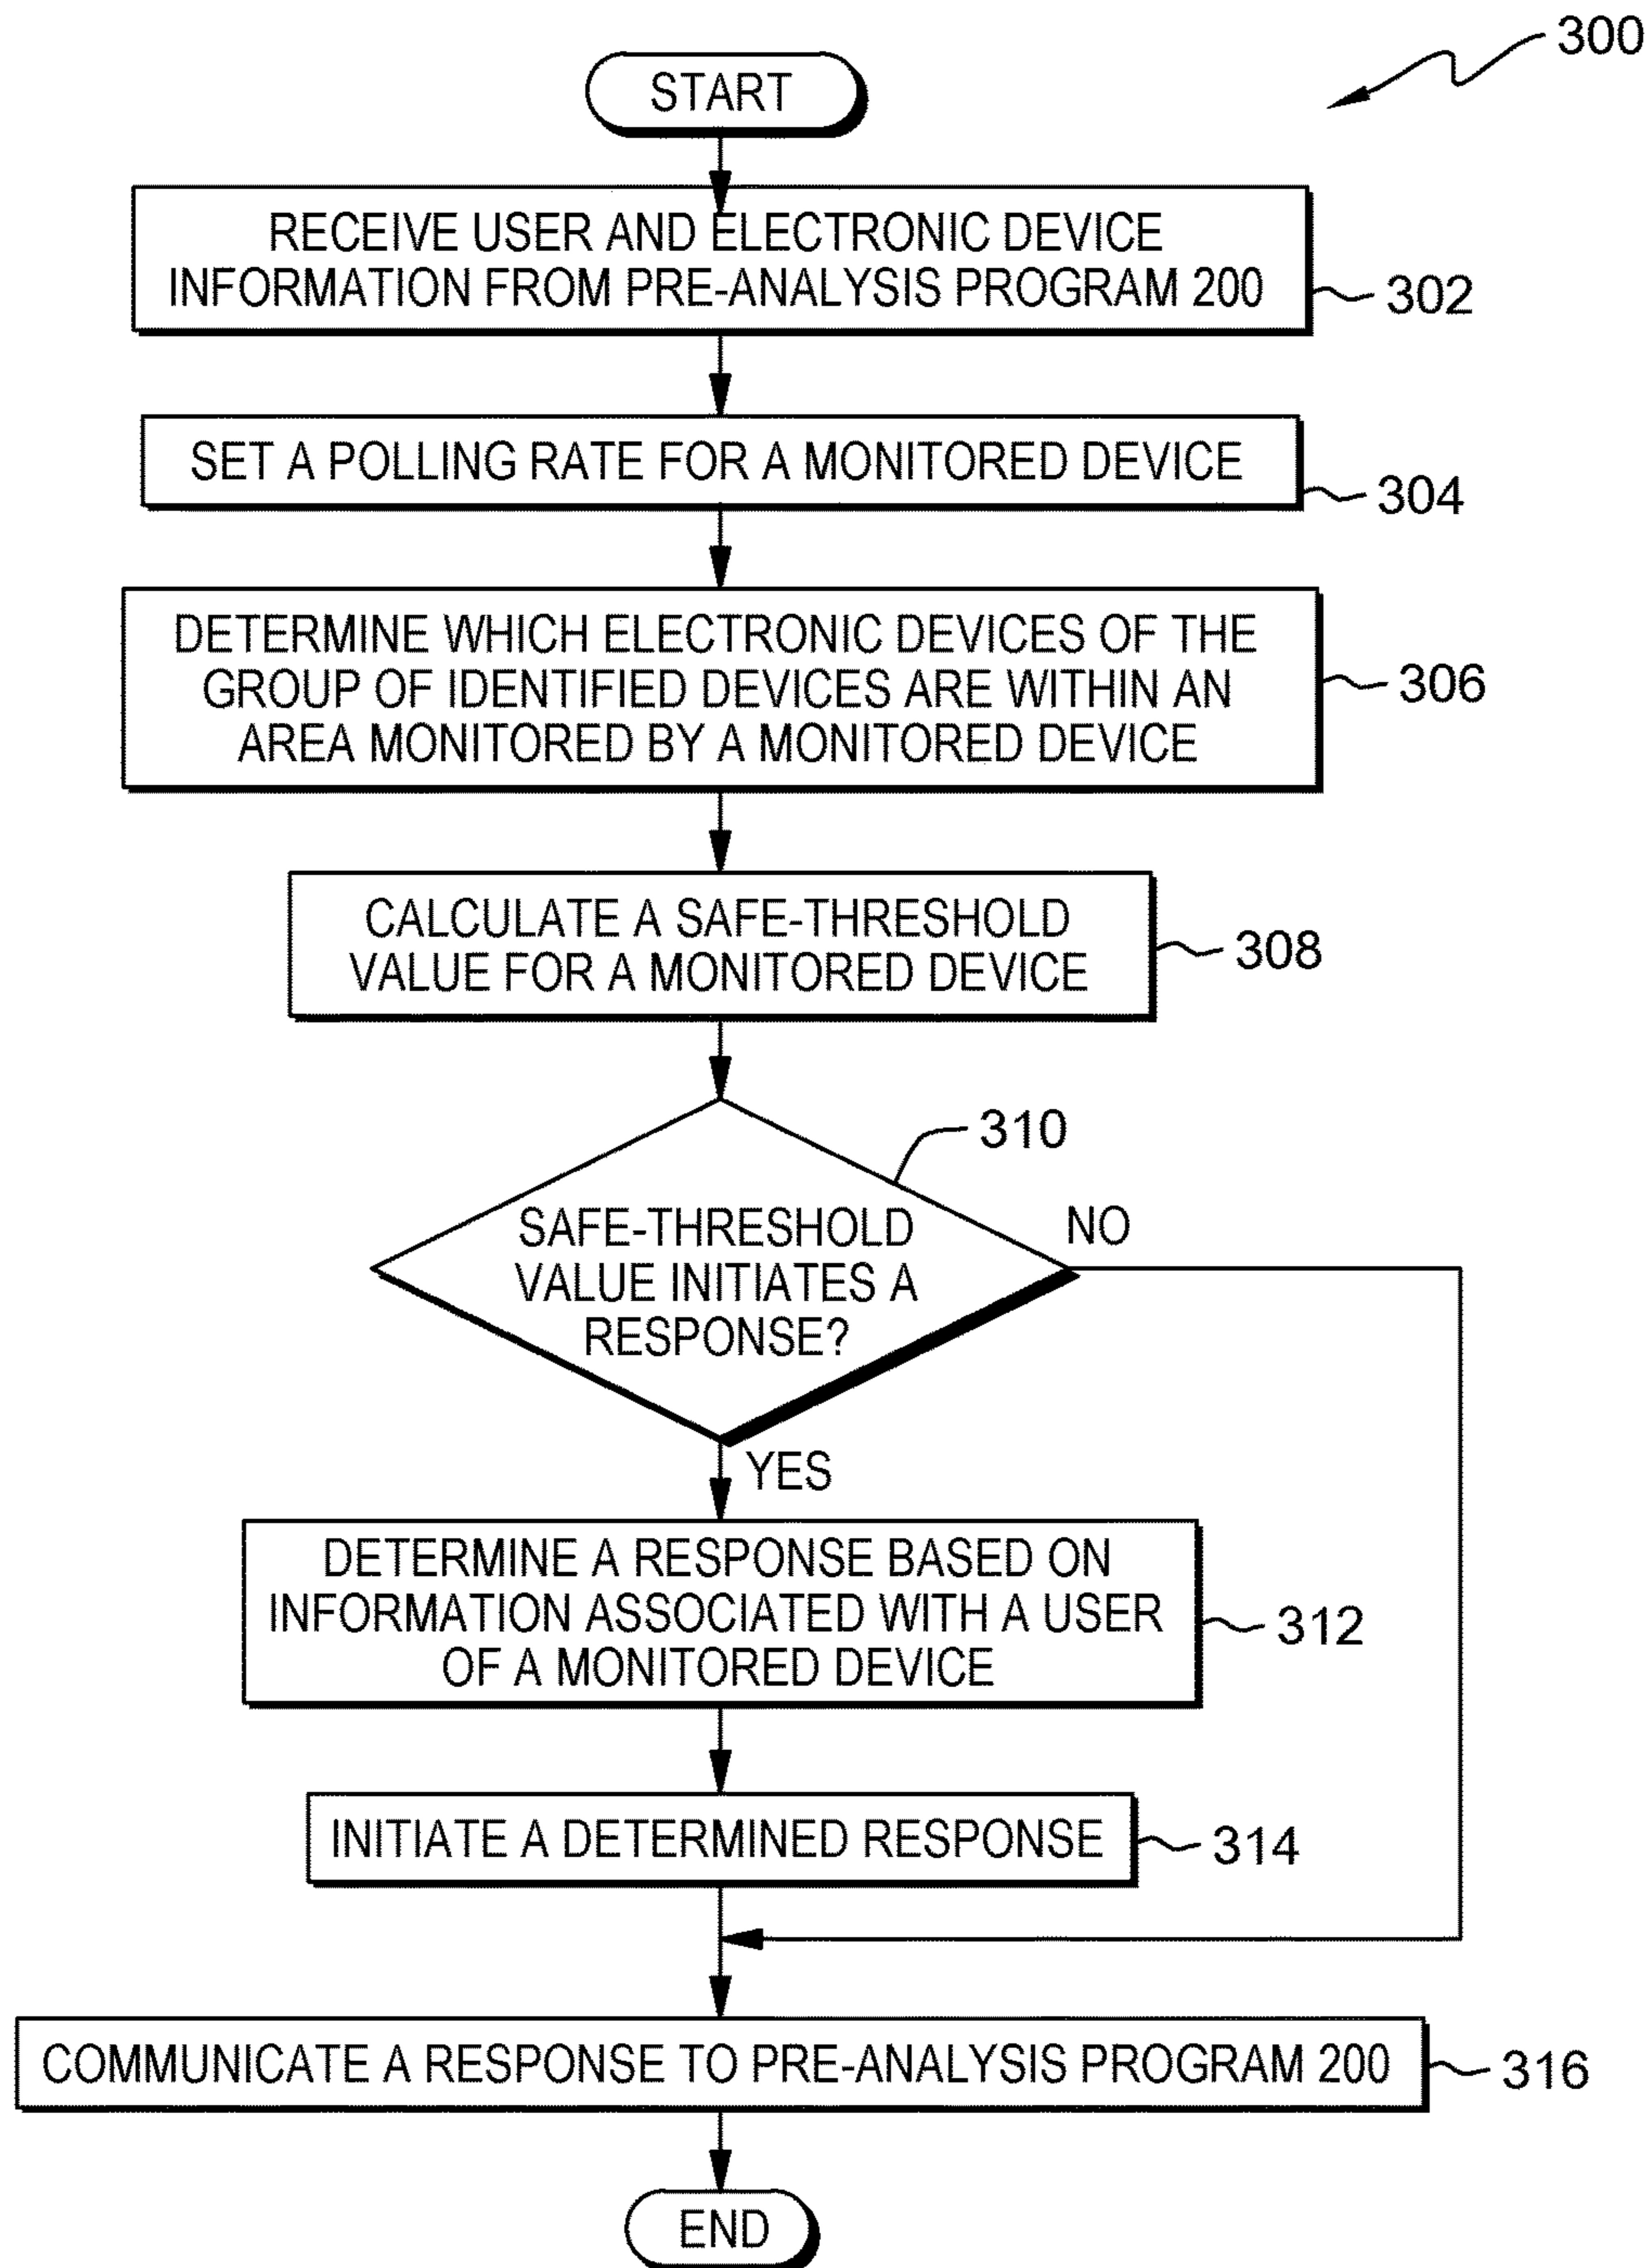 300
START
RECEIVE USER AND ELECTRONIC DEVICE
INFORMATION FROM PRE-ANALYSIS PROGRAM 200
302
SET A POLLING RATE FOR A MONITORED DEVICE
304
DETERMINE WHICH ELECTRONIC DEVICES OF THE
GROUP OF IDENTIFIED DEVICES ARE WITHIN AN
AREA MONITORED BY A MONITORED DEVICE
306
CALCULATE A SAFE-THRESHOLD
VALUE FOR A MONITORED DEVICE
308
310
SAFE-THRESHOLD
VALUE INITIATES A
RESPONSE?
NO
YES
DETERMINE A RESPONSE BASED ON
INFORMATION ASSOCIATED WITH A USER
OF A MONITORED DEVICE
312
INITIATE A DETERMINED RESPONSE
314
COMMUNICATE A RESPONSE TO PRE-ANALYSIS PROGRAM 200
316
END